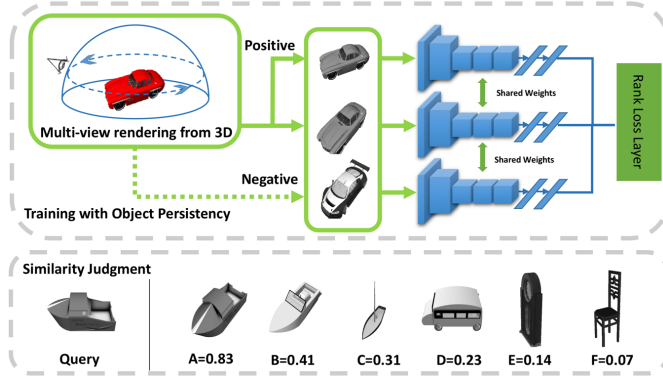 Positive
Multi-view rendering from 3D
Negative
Training with Object Persistency
Shared Weights
Shared Weights
Rank Loss Layer
Similarity Judgment
Query
A=0.83
B=0.41
C=0.31
D=0.23
E=0.14
F=0.07